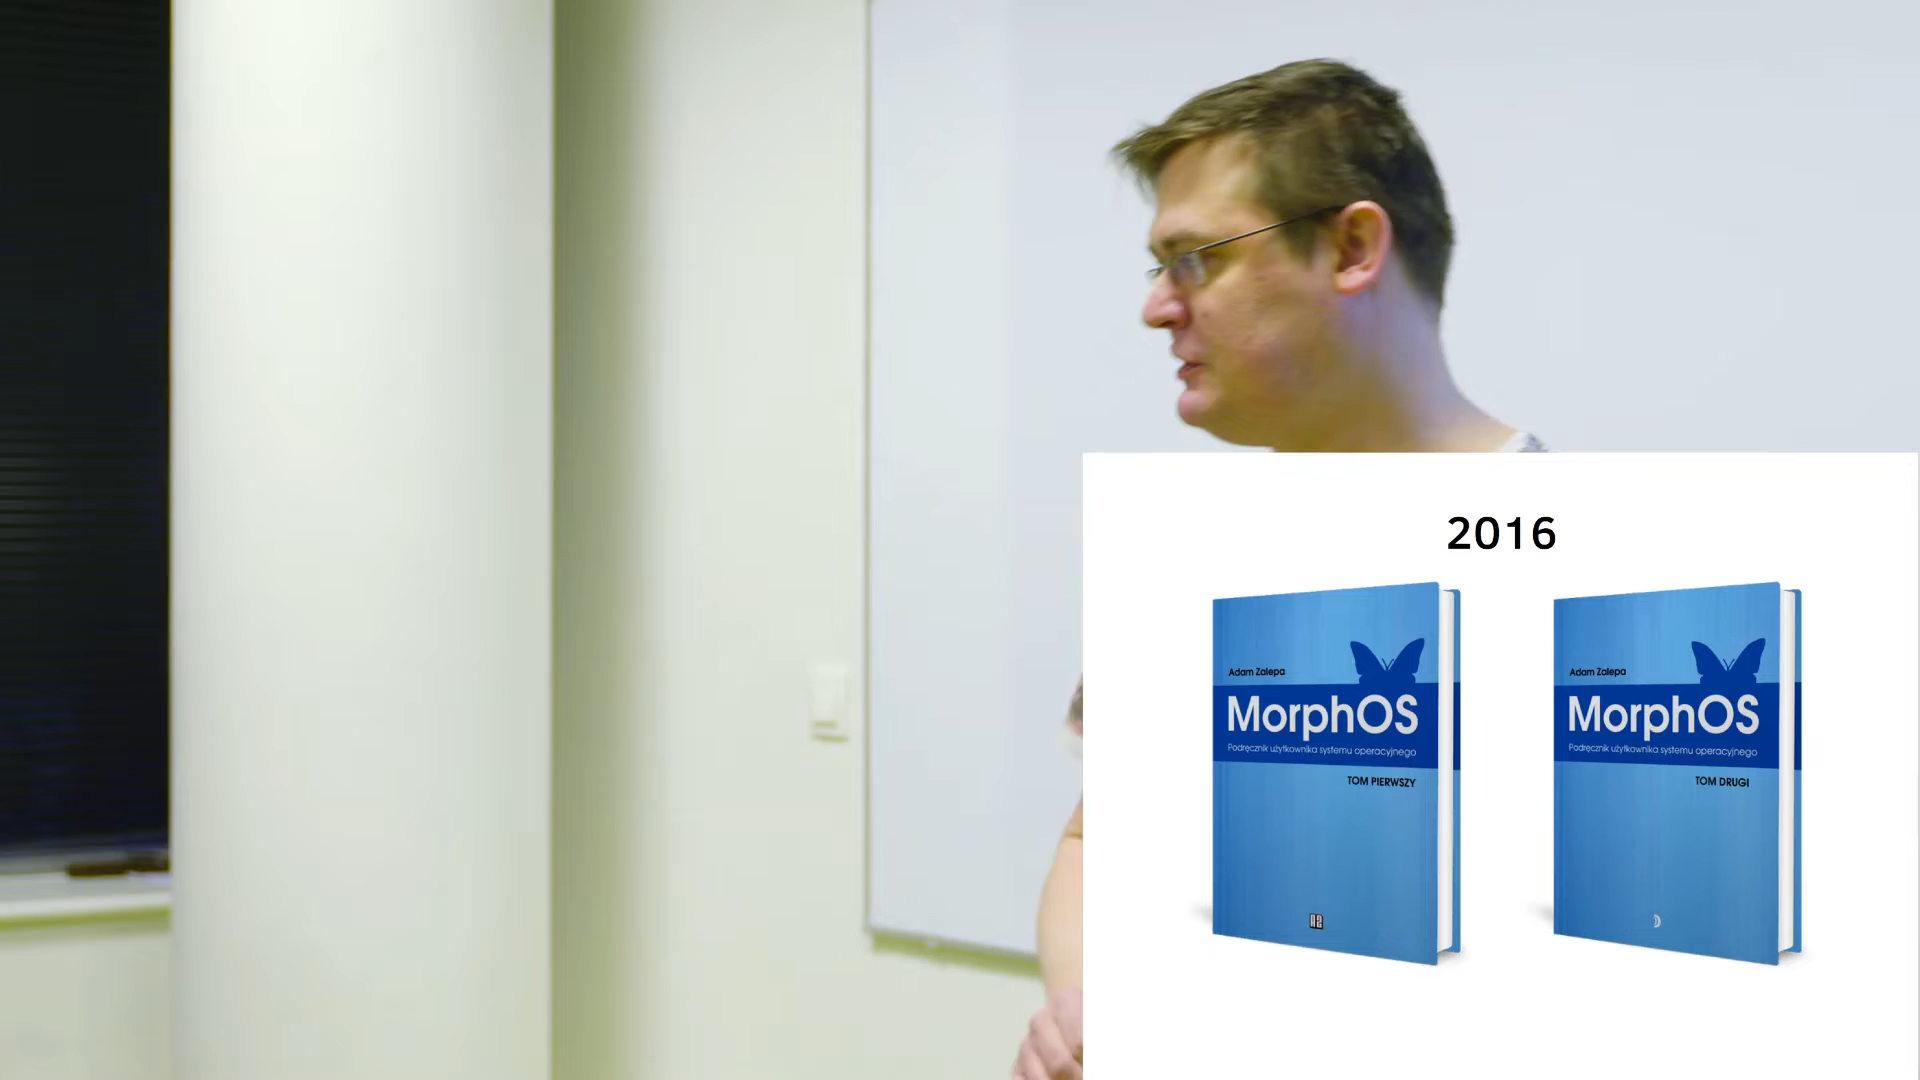 2016
Adam Zalepa
MorphOS
Podręcznik użytkownika systemu operacyjnego
TOM PIERWSZY
A2
Adam Zalepa
MorphOS
Podręcznik użytkownika systemu operacyjnego
TOM DRUGI